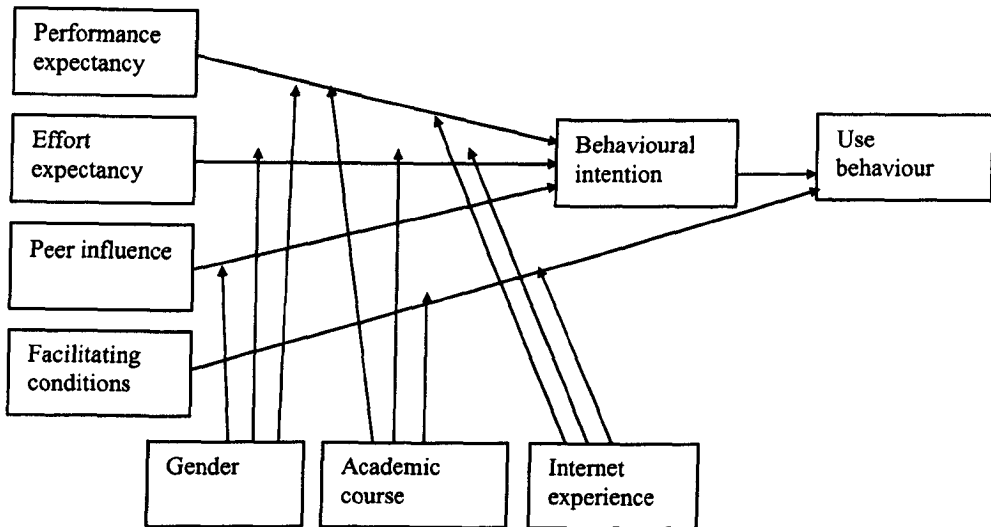 Performance
expectancy
Effort
expectancy
Behavioural
intention
Use
behaviour
Peer influence
Facilitating
conditions
Gender
Academic
course
Internet
experience